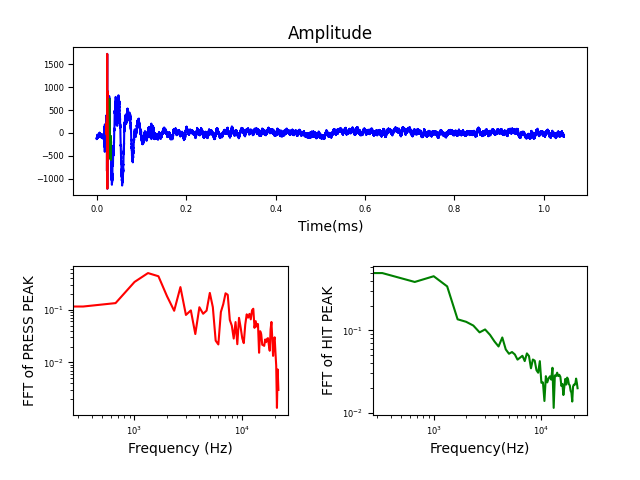 Amplitude
1500
1000
500
0
−500
−1000
0.0 0.2 0.4 0.6 0.8 1.0
Time(ms)
FFT of PRESS PEAK
10⁻¹
10⁻²
10³ 10⁴
Frequency (Hz)
FFT of HIT PEAK
10⁻¹
10⁻²
10³ 10⁴
Frequency(Hz)